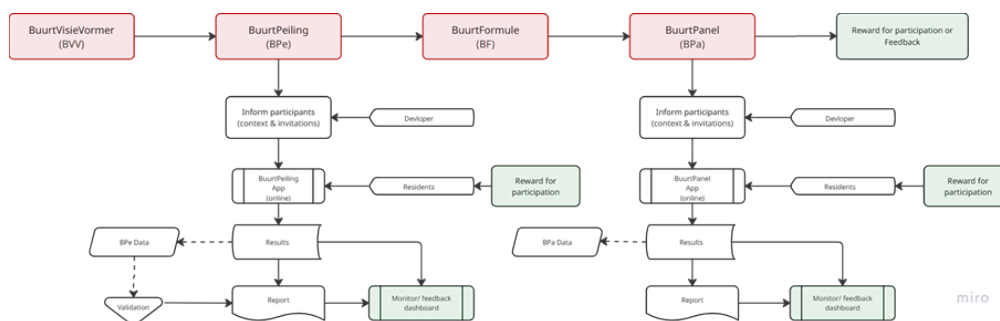 BuurtVisieVormer
(BVV)
BuurtPeiling
(BPe)
BuurtFormule
(BF)
BuurtPanel
(BPa)
Reward for participation or
Feedback
Inform participants
(context & invitations)
Devloper
Inform participants
(context & invitations)
Devloper
BuurtPeiling
App
(online)
Residents
Reward for
participation
BuurtPanel
App
(online)
Residents
Reward for
participation
BPe Data
Results
BPa Data
Results
Validation
Report
Monitor/ feedback
dashboard
Report
Monitor/ feedback
dashboard
miro